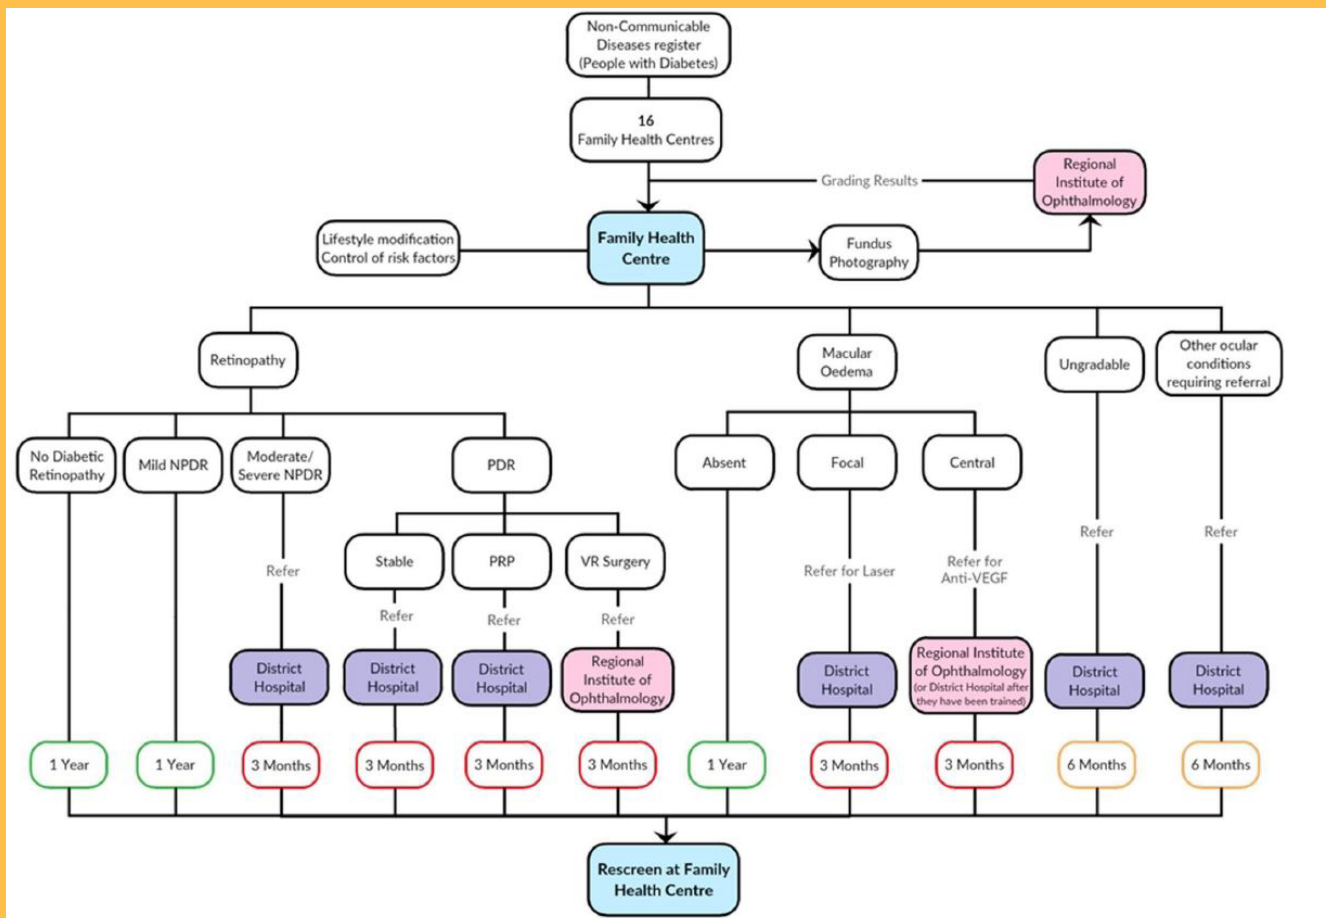 Non-Communicable
Diseases register
(People with Diabetes)
16
Family Health Centres
Grading Results
Regional
Institute of
Ophthalmology
Lifestyle modification
Control of risk factors
Family Health
Centre
Fundus
Photography
Retinopathy
Macular
Oedema
Ungradable
Other ocular
conditions
requiring referral
No Diabetic
Retinopathy
Mild NPDR
Moderate/
Severe NPDR
PDR
Absent
Focal
Central
Stable
PRP
VR Surgery
Refer
Refer
Refer
Refer
Refer for Laser
Refer for
Anti-VEGF
Refer
Refer
District
Hospital
District
Hospital
District
Hospital
Regional
Institute of
Ophthalmology
District
Hospital
Regional Institute
of Ophthalmology
(or District Hospital after
they have been trained)
District
Hospital
District
Hospital
1 Year
1 Year
3 Months
3 Months
3 Months
3 Months
1 Year
3 Months
3 Months
6 Months
6 Months
Rescreen at Family
Health Centre